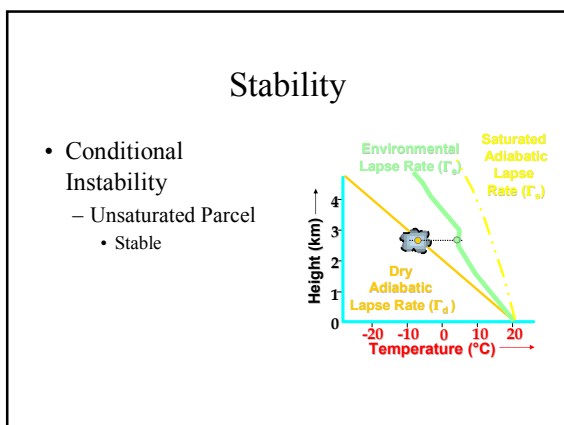 Stability
• Conditional
Instability
– Unsaturated Parcel
• Stable
Environmental
Lapse Rate (Γe)
Saturated
Adiabatic
Lapse
Rate (Γs)
Dry
Adiabatic
Lapse Rate (Γd)
Height (km)
4
3
2
1
0
-20 -10 0 10 20
Temperature (°C)